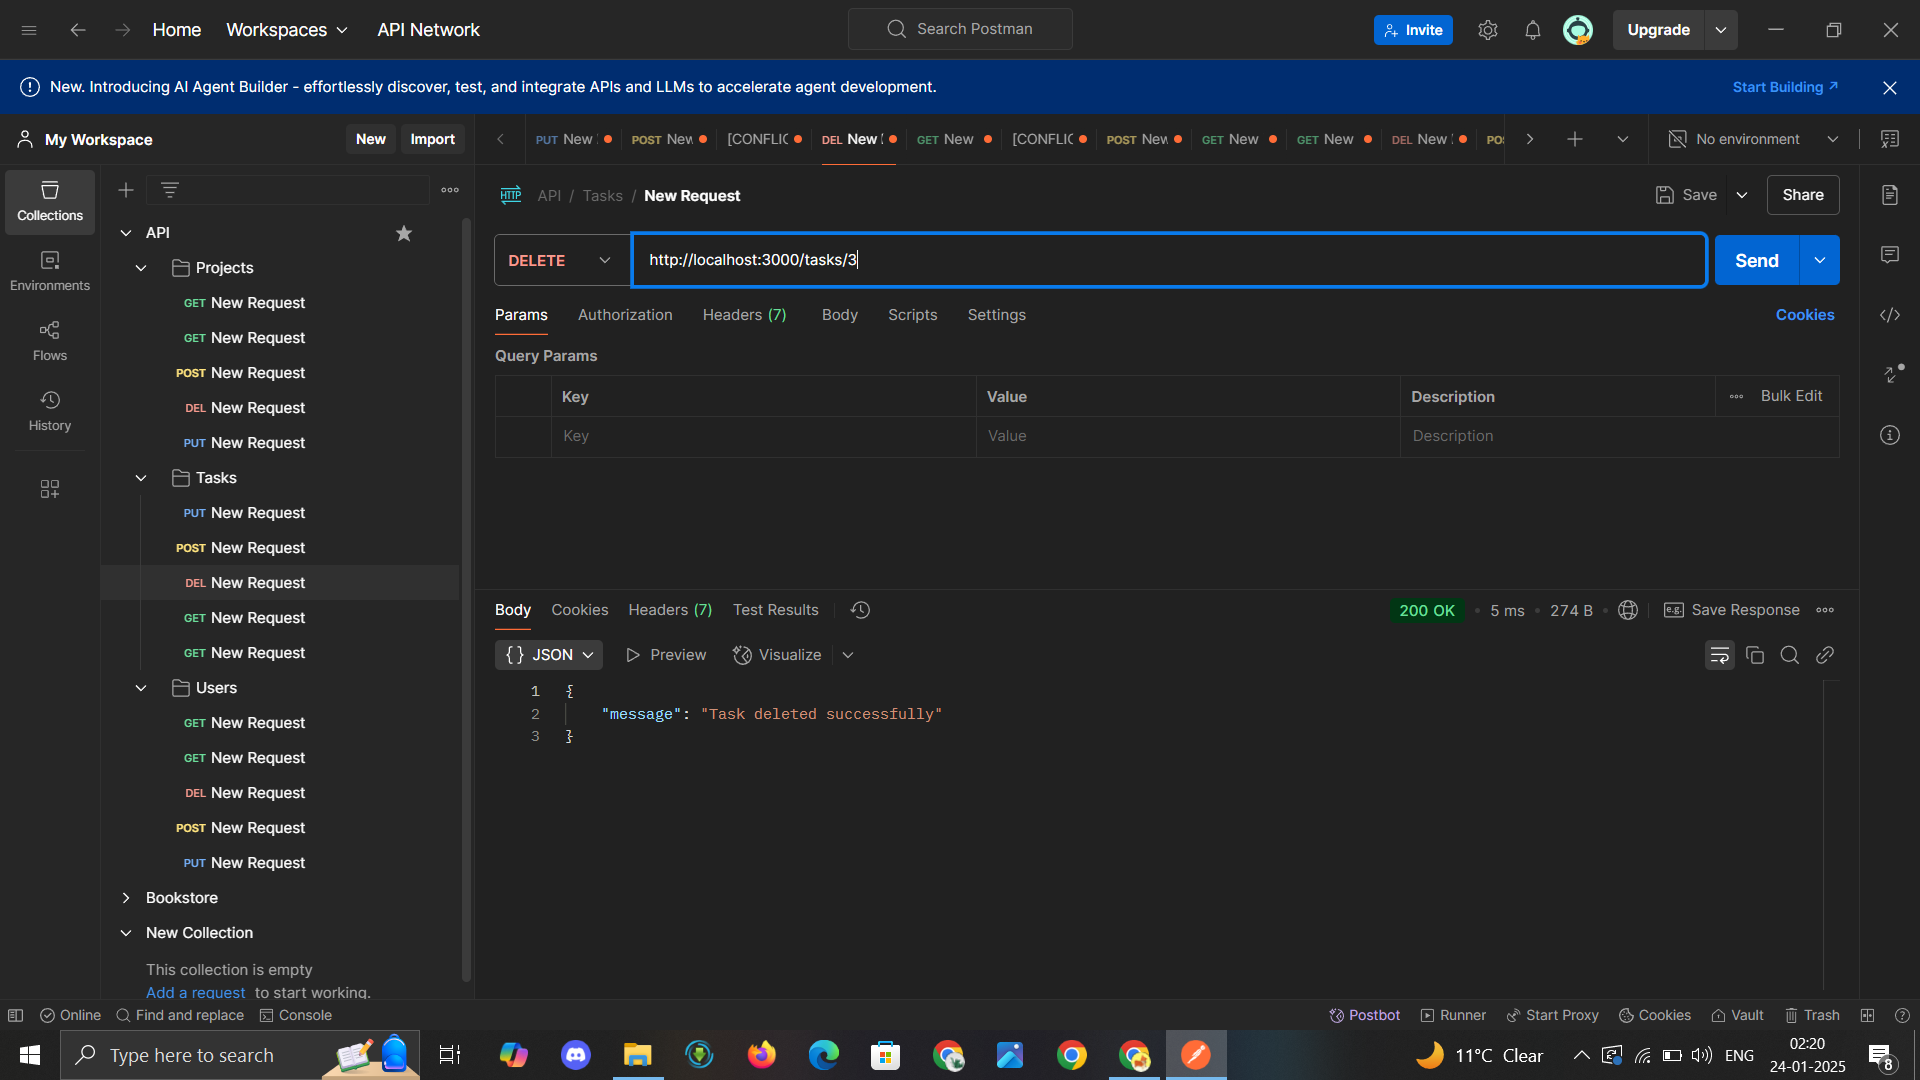 Home Workspaces API Network Search Postman Invite Upgrade
New. Introducing AI Agent Builder - effortlessly discover, test, and integrate APIs and LLMs to accelerate agent development. Start Building
My Workspace New Import
PUT New POST New [CONFLIC DEL New GET New [CONFLIC POST New GET New GET New DEL New POS No environment
API / Tasks / New Request Save Share
DELETE http://localhost:3000/tasks/3 Send
Params Authorization Headers (7) Body Scripts Settings Cookies
Query Params
Key Value Description Bulk Edit
Key Value Description
Body Cookies Headers (7) Test Results 200 OK 5 ms 274 B e.g. Save Response
{} JSON Preview Visualize
1 {
2 "message": "Task deleted successfully"
3 }
Collections
Environments
Flows
History
API
Projects
GET New Request
GET New Request
POST New Request
DEL New Request
PUT New Request
Tasks
PUT New Request
POST New Request
DEL New Request
GET New Request
GET New Request
Users
GET New Request
GET New Request
DEL New Request
POST New Request
PUT New Request
Bookstore
New Collection
This collection is empty
Add a request to start working.
Online Find and replace Console Postbot Runner Start Proxy Cookies Vault Trash
Type here to search 11°C Clear ENG 02:20
24-01-2025 8
HTTP